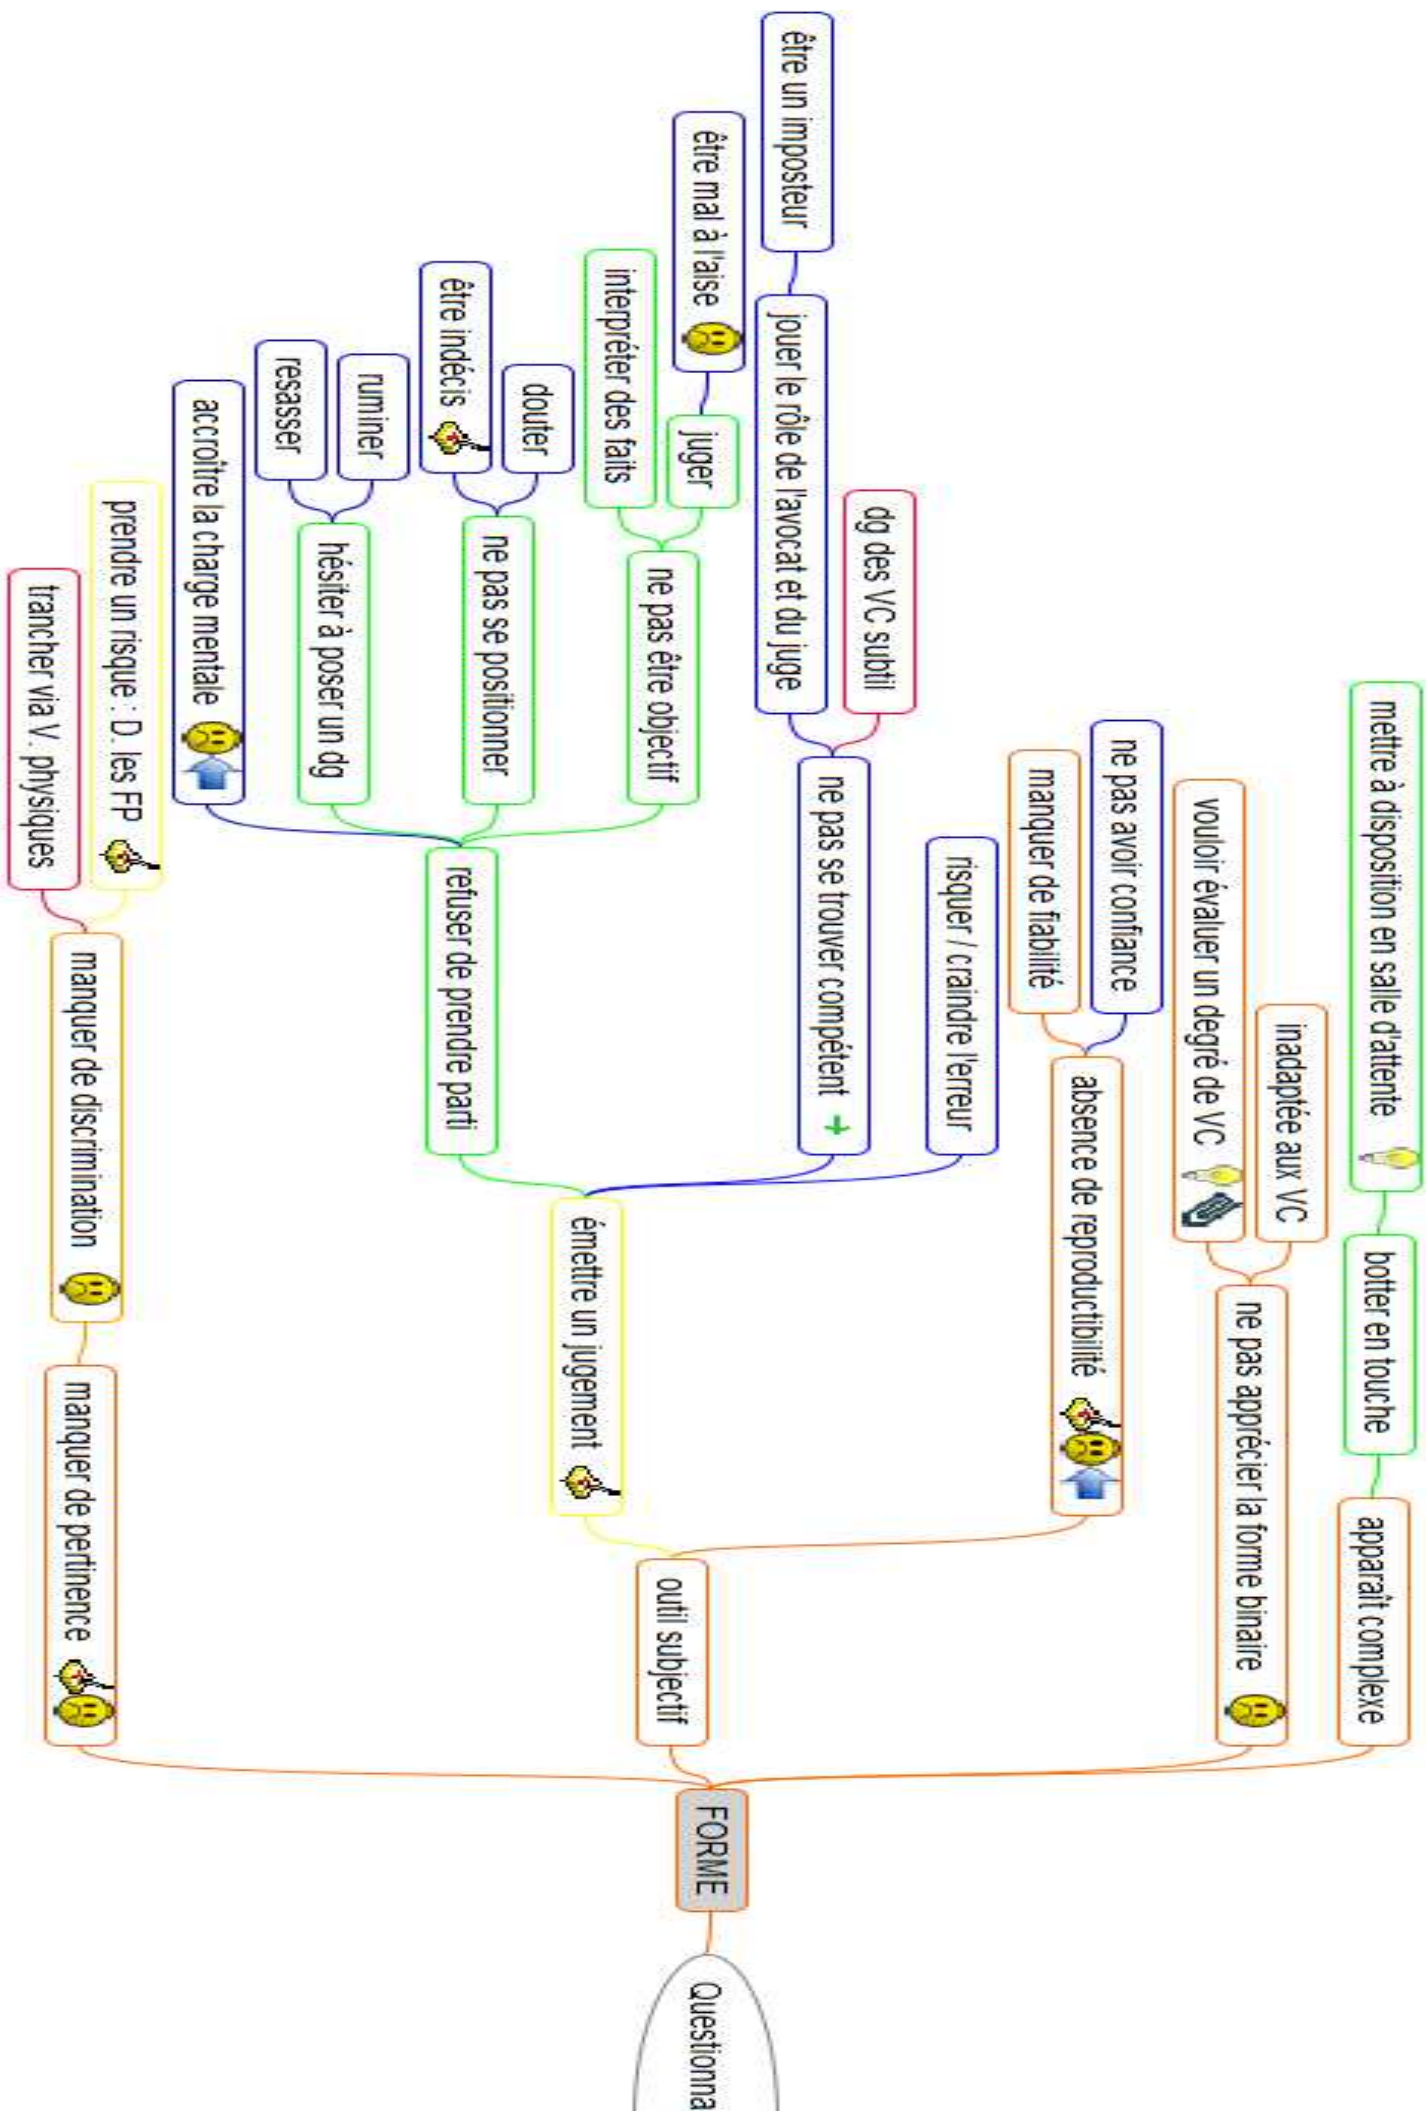 mettre à disposition en salle d'attente
botter en touche
apparaît complexe
inadaptée aux VC
vouloir évaluer un degré de VC
ne pas apprécier la forme binaire
ne pas avoir confiance
manquer de fiabilité
absence de reproductibilité
risquer / craindre l'erreur
dg des VC subtil
être un imposteur
jouer le rôle de l'avocat et du juge
ne pas se trouver compétent
être mal à l'aise
juger
interpréter des faits
ne pas être objectif
douter
être indécis
ne pas se positionner
ruminer
resasser
hésiter à poser un dg
accroître la charge mentale
refuser de prendre parti
émettre un jugement
outil subjectif
prendre un risque : D. les FP
trancher via V. physiques
manquer de discrimination
manquer de pertinence
FORME
Questionna